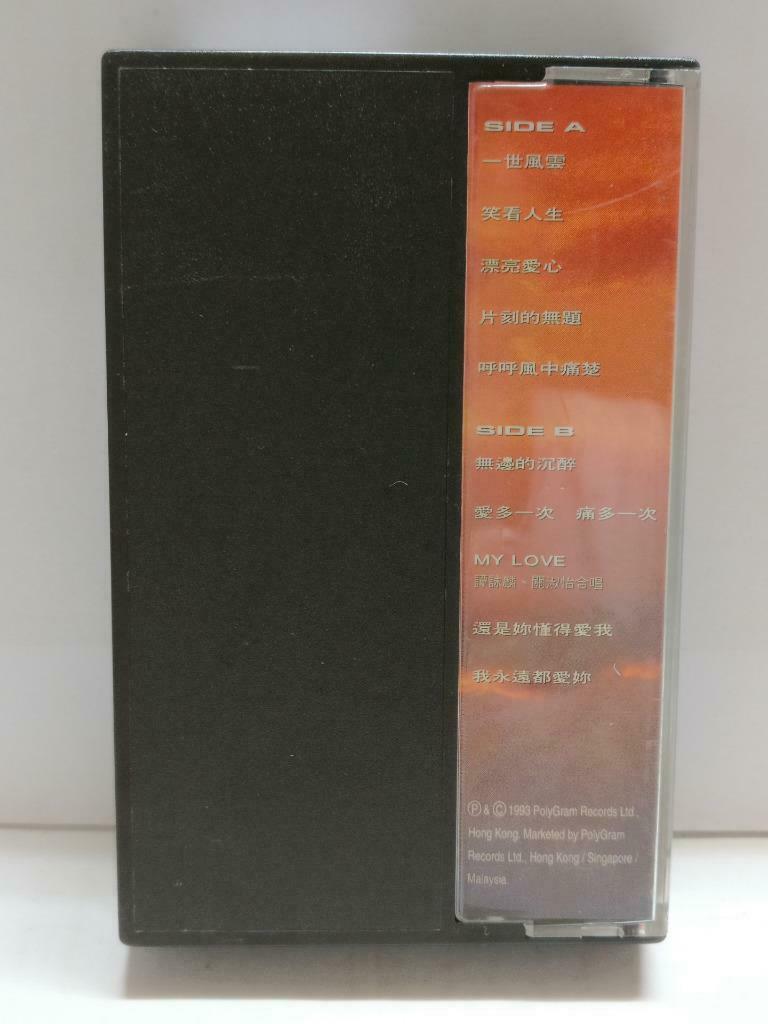 SIDE A
一世風雲
笑看人生
漂亮愛心
片刻的無題
呼呼風中痛楚
SIDE B
無邊的沉醉
愛多一次 痛多一次
MY LOVE
譚詠麟、關淑怡合唱
還是妳懂得愛我
我永遠都愛妳
Ⓟ & Ⓒ 1993 PolyGram Records Ltd.,
Hong Kong. Marketed by PolyGram
Records Ltd., Hong Kong / Singapore /
Malaysia.